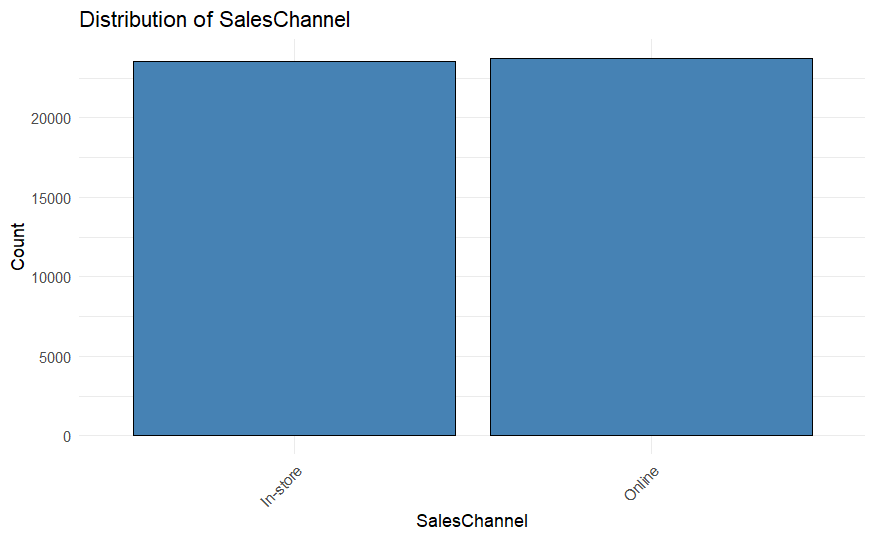 Distribution of SalesChannel
Count
20000
15000
10000
5000
0
In-store
Online
SalesChannel